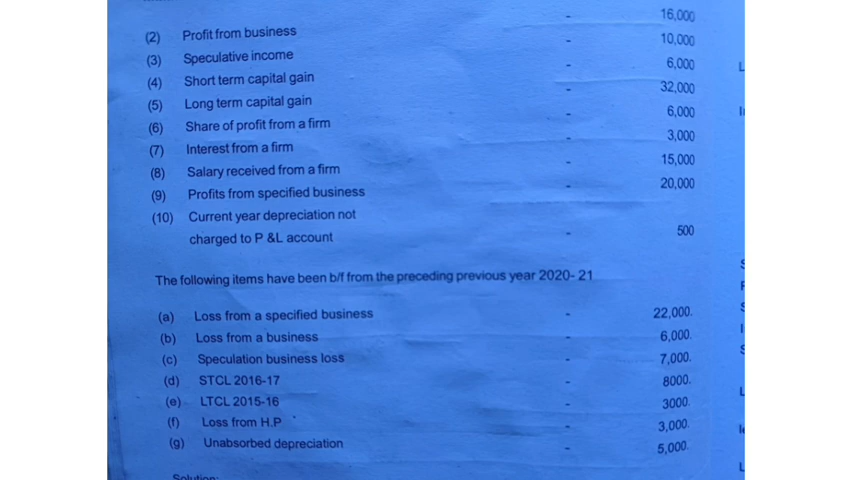 (2) Profit from business - 16,000
(3) Speculative income - 10,000
(4) Short term capital gain - 6,000
(5) Long term capital gain - 32,000
(6) Share of profit from a firm - 6,000
(7) Interest from a firm - 3,000
(8) Salary received from a firm - 15,000
(9) Profits from specified business - 20,000
(10) Current year depreciation not
charged to P &L account - 500
The following items have been b/f from the preceding previous year 2020- 21
(a) Loss from a specified business - 22,000.
(b) Loss from a business - 6,000.
(c) Speculation business loss - 7,000.
(d) STCL 2016-17 - 8000.
(e) LTCL 2015-16 - 3000.
(f) Loss from H.P - 3,000.
(g) Unabsorbed depreciation - 5,000.
Solution: